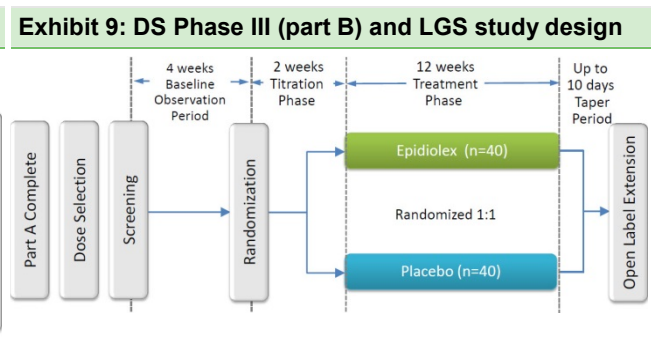 Exhibit 9: DS Phase III (part B) and LGS study design
4 weeks
Baseline
Observation
Period
2 weeks
Titration
Phase
12 weeks
Treatment
Phase
Up to
10 days
Taper
Period
Part A Complete
Dose Selection
Screening
Randomization
Epidiolex (n=40)
Randomized 1:1
Placebo (n=40)
Open Label Extension